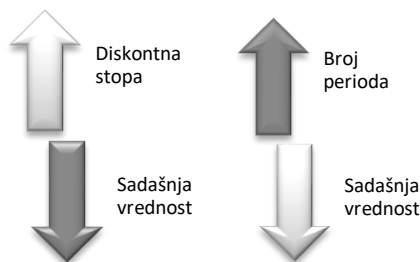 Diskontna
stopa
Broj
perioda
Sadašnja
vrednost
Sadašnja
vrednost